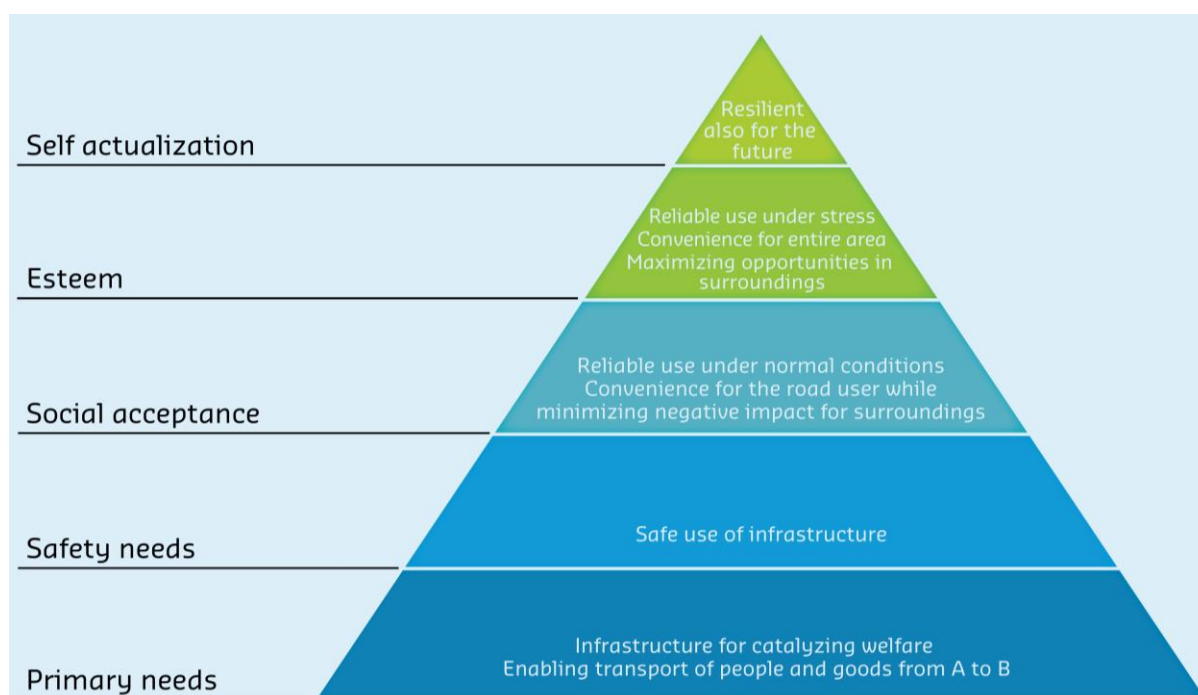 Self actualization
Resilient
also for the
future
Esteem
Reliable use under stress
Convenience for entire area
Maximizing opportunities in
surroundings
Social acceptance
Reliable use under normal conditions
Convenience for the road user while
minimizing negative impact for surroundings
Safety needs
Safe use of infrastructure
Primary needs
Infrastructure for catalyzing welfare
Enabling transport of people and goods from A to B